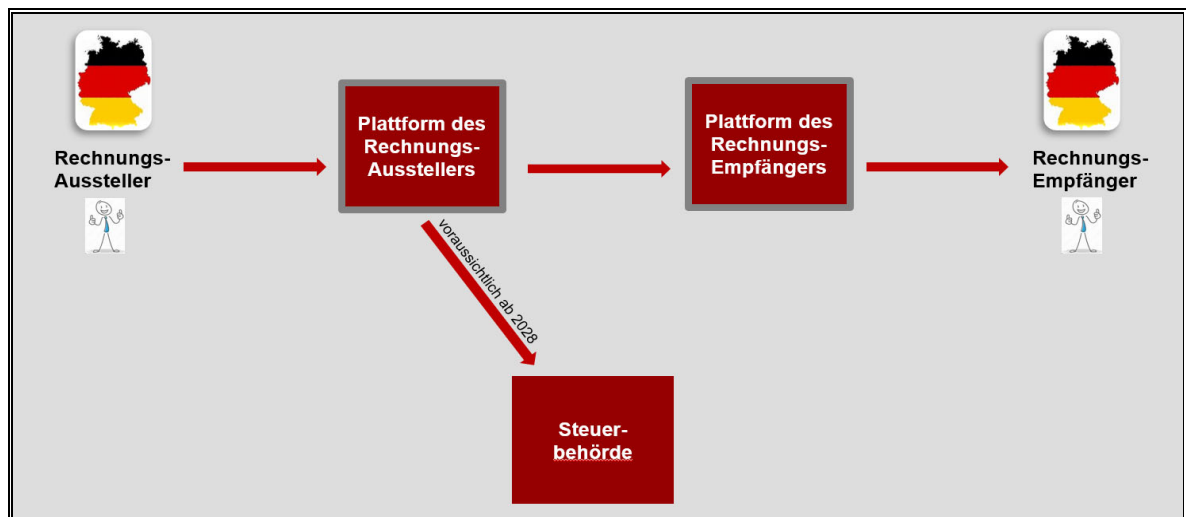 Rechnungs-
Aussteller
Plattform des
Rechnungs-
Ausstellers
Plattform des
Rechnungs-
Empfängers
Rechnungs-
Empfänger
voraussichtlich ab 2028
Steuer-
behörde